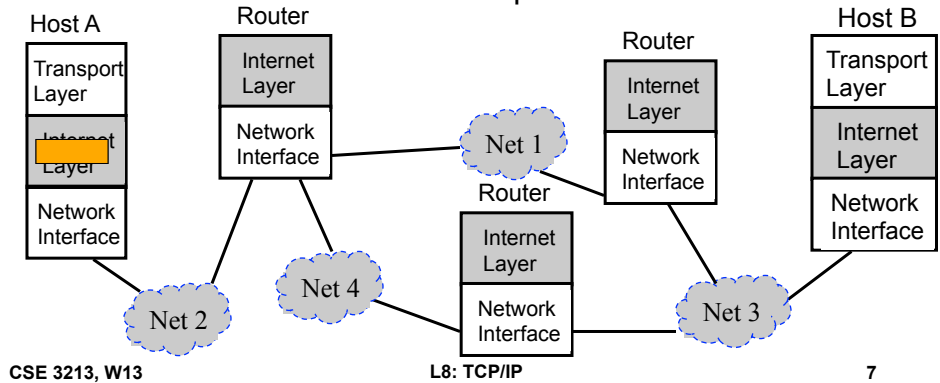 Host A
Transport
Layer
Layer
Network
Interface
Router
Internet
Layer
Network
Interface
Net 1
Router
Internet
Layer
Network
Interface
Host B
Transport
Layer
Internet
Layer
Network
Interface
Router
Internet
Layer
Network
Interface
Net 2
Net 4
Net 3
CSE 3213, W13
L8: TCP/IP
7